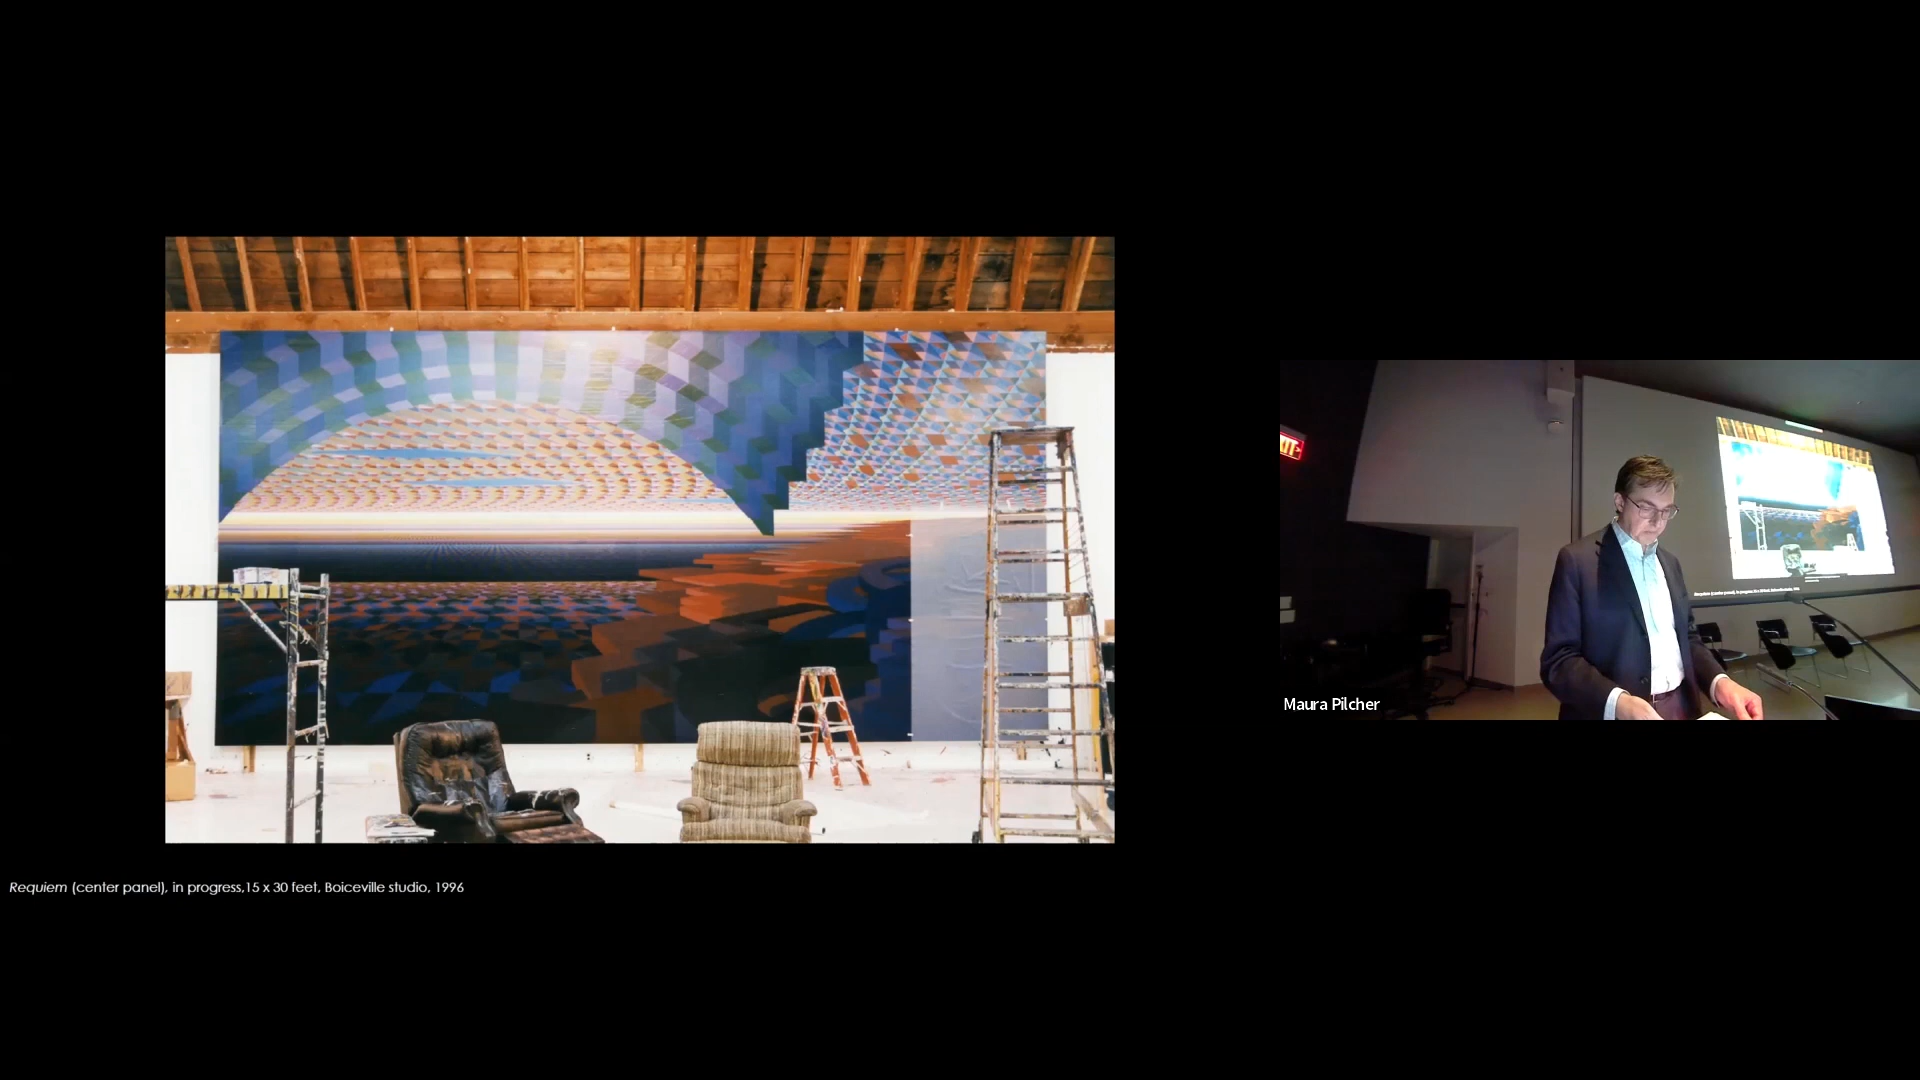 Requiem (center panel), in progress,15 x 30 feet, Boiceville studio, 1996
Maura Pilcher